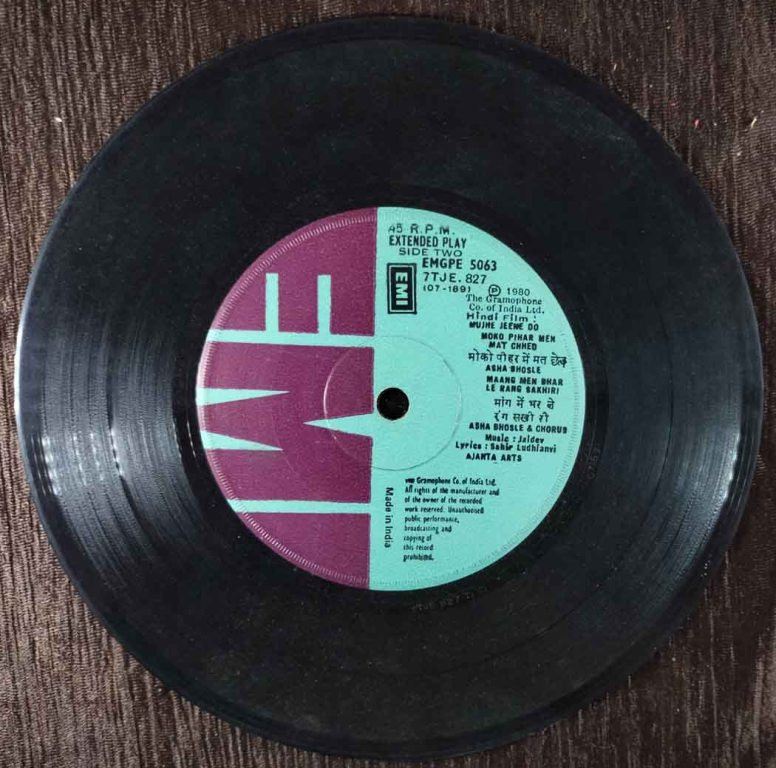 EMI
45 R.P.M.
EXTENDED PLAY
SIDE TWO
EMGPE 5063
7TJE. 827
(07-189)
EMI
Ⓟ 1980
The Gramophone
Co. of India Ltd.
Hindi Film :
MUJHE JEENE DO
MOKO PIHAR MEN
MAT CHHED
मोको पीहर में मत छेड़
ASHA BHOSLE
MAANG MEN BHAR
LE RANG SAKHIRI
मांग में भर ले
रंग सखी री
ASHA BHOSLE & CHORUS
Music : Jaidev
Lyrics : Sahir Ludhianvi
AJANTA ARTS
Gramophone Co. of India Ltd.
All rights of the manufacturer and
of the owner of the recorded
work reserved. Unauthorised
public performance,
broadcasting and
copying of
this record
prohibited.
Made in India